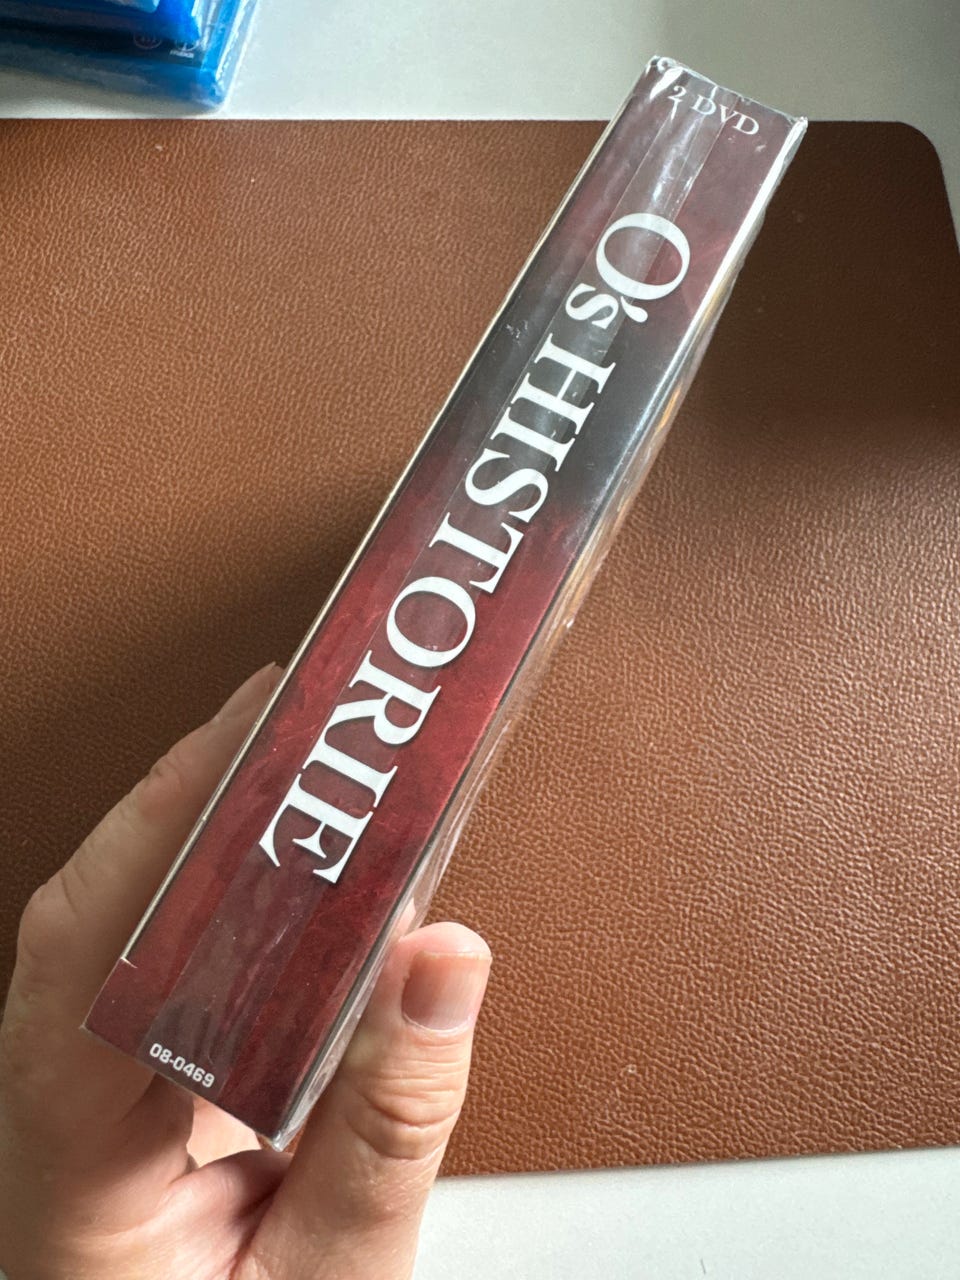 2 DVD
O's HISTORIE
08-0469